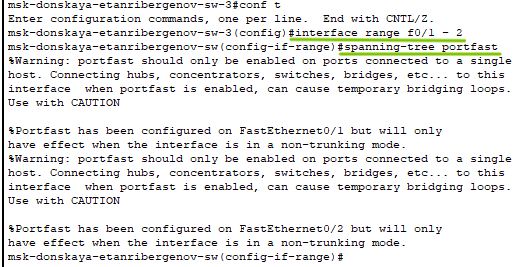 msk-donskaya-etanribergenov-sw-3#conf t
Enter configuration commands, one per line.  End with CNTL/Z.
msk-donskaya-etanribergenov-sw-3(config)#interface range f0/1 - 2
msk-donskaya-etanribergenov-sw(config-if-range)#spanning-tree portfast
%Warning: portfast should only be enabled on ports connected to a single
host. Connecting hubs, concentrators, switches, bridges, etc... to this
interface  when portfast is enabled, can cause temporary bridging loops.
Use with CAUTION

%Portfast has been configured on FastEthernet0/1 but will only
have effect when the interface is in a non-trunking mode.
%Warning: portfast should only be enabled on ports connected to a single
host. Connecting hubs, concentrators, switches, bridges, etc... to this
interface  when portfast is enabled, can cause temporary bridging loops.
Use with CAUTION

%Portfast has been configured on FastEthernet0/2 but will only
have effect when the interface is in a non-trunking mode.
msk-donskaya-etanribergenov-sw(config-if-range)#